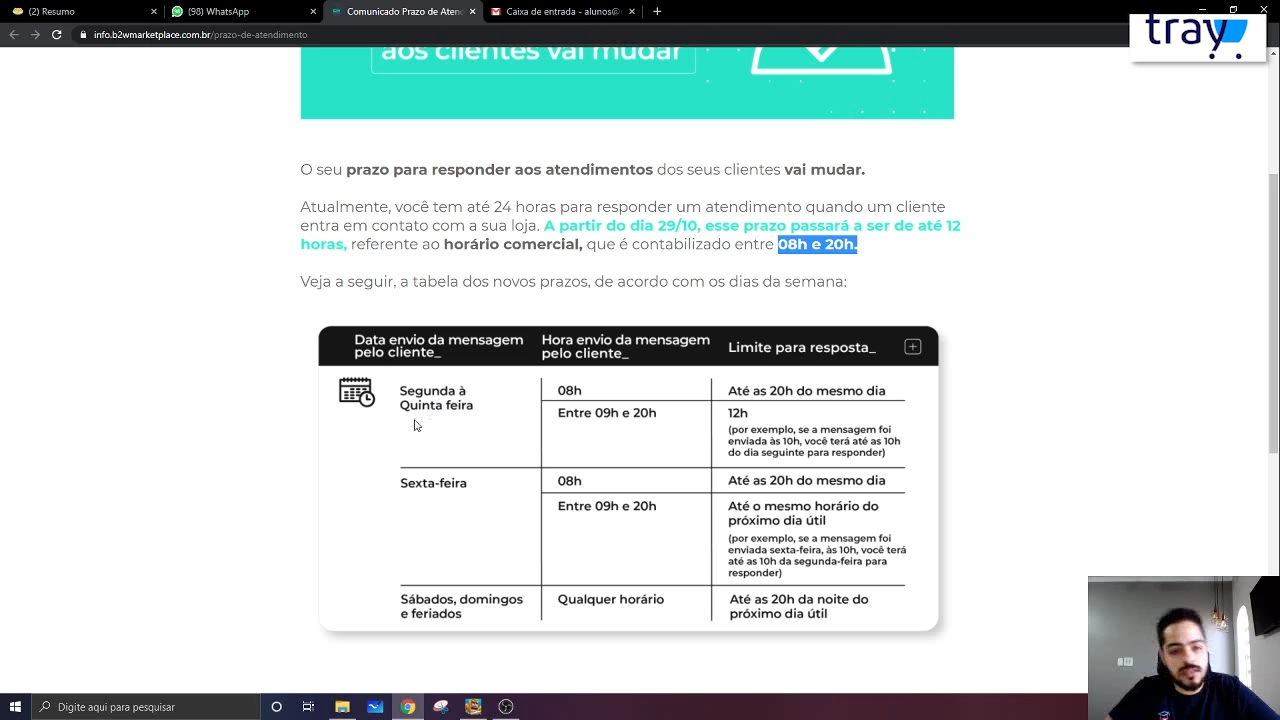 (2) Resumo
(98) WhatsApp
Comunicado Tray
Caixa de entrada - alunos@
info.b2wmarketplace.com.br/prazo-de-atendimento
tray
aos clientes vai mudar
O seu prazo para responder aos atendimentos dos seus clientes vai mudar.
Atualmente, você tem até 24 horas para responder um atendimento quando um cliente
entra em contato com a sua loja. A partir do dia 29/10, esse prazo passará a ser de até 12
horas, referente ao horário comercial, que é contabilizado entre 08h e 20h.
Veja a seguir, a tabela dos novos prazos, de acordo com os dias da semana:
Data envio da mensagem
pelo cliente_
Hora envio da mensagem
pelo cliente_
Limite para resposta_
Segunda à
Quinta feira
08h
Até as 20h do mesmo dia
Entre 09h e 20h
12h
(por exemplo, se a mensagem foi
enviada às 10h, você terá até as 10h
do dia seguinte para responder)
Sexta-feira
08h
Até as 20h do mesmo dia
Entre 09h e 20h
Até o mesmo horário do
próximo dia útil
(por exemplo, se a mensagem foi
enviada sexta-feira, às 10h, você terá
até as 10h da segunda-feira para
responder)
Sábados, domingos
e feriados
Qualquer horário
Até as 20h da noite do
próximo dia útil
Digite aqui para pesquisar